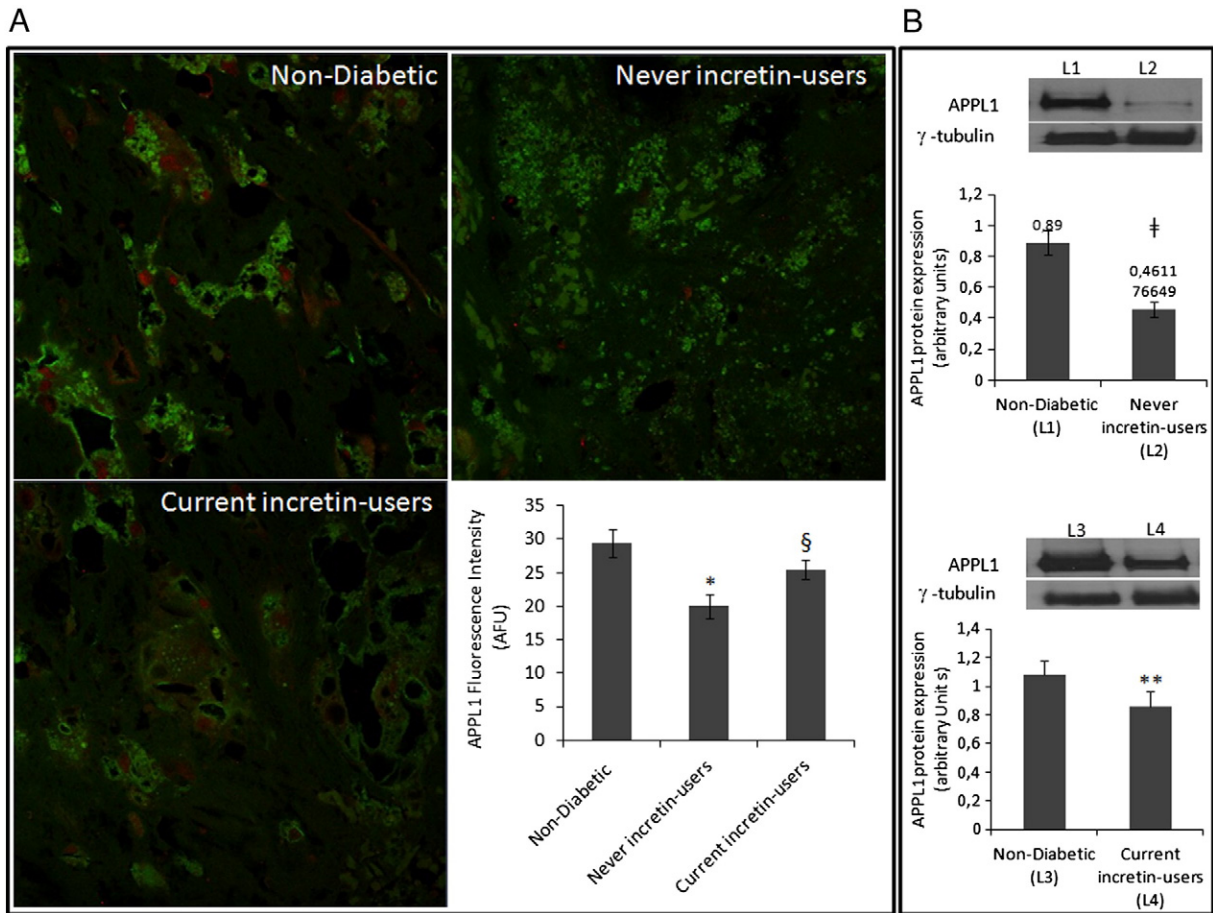 A
B
Non-Diabetic
Never incretin-users
Current incretin-users
APPL1 Fluorescence Intensity
(AFU)
35
30
25
20
15
10
5
0
*
§
Non-Diabetic
Never incretin-users
Current incretin-users
L1 L2
APPL1
γ-tubulin
APPL1 protein expression
(arbitrary units)
1,2
1
0,8
0,6
0,4
0,2
0
0,89
ǂ
0,4611
76649
Non-Diabetic
(L1)
Never
incretin-users
(L2)
L3 L4
APPL1
γ-tubulin
APPL1 protein expression
(arbitrary Unit s)
1,4
1,2
1
0,8
0,6
0,4
0,2
0
**
Non-Diabetic
(L3)
Current
incretin-users
(L4)